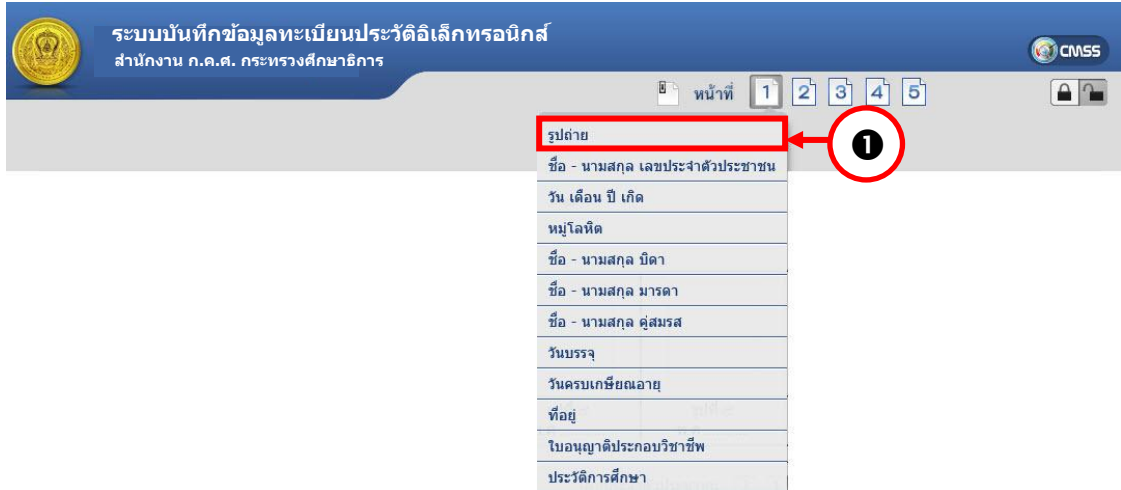 ระบบบันทึกข้อมูลทะเบียนประวัติอิเล็กทรอนิกส์
สำนักงาน ก.ค.ศ. กระทรวงศึกษาธิการ
CMSS
หน้าที่ 1 2 3 4 5
รูปถ่าย
❶
ชื่อ - นามสกุล เลขประจำตัวประชาชน
วัน เดือน ปี เกิด
หมู่โลหิต
ชื่อ - นามสกุล บิดา
ชื่อ - นามสกุล มารดา
ชื่อ - นามสกุล คู่สมรส
วันบรรจุ
วันครบเกษียณอายุ
ที่อยู่
ใบอนุญาติประกอบวิชาชีพ
ประวัติการศึกษา